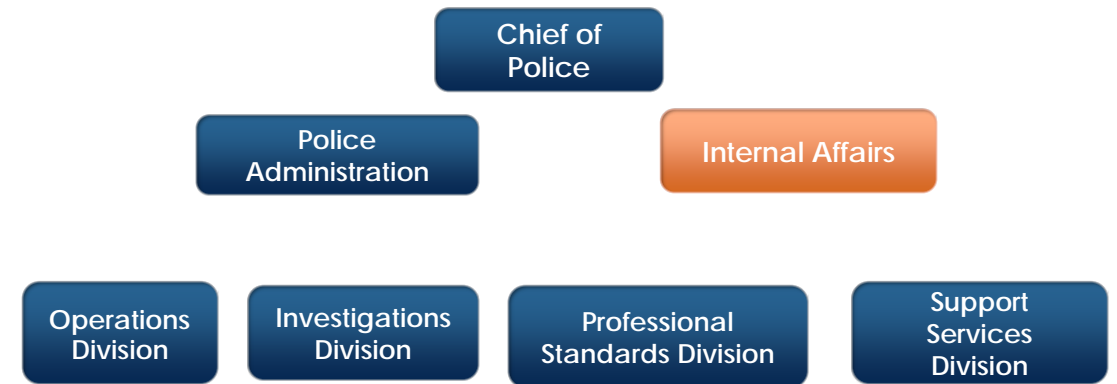 Chief of
Police
Police
Administration
Internal Affairs
Operations
Division
Investigations
Division
Professional
Standards Division
Support
Services
Division